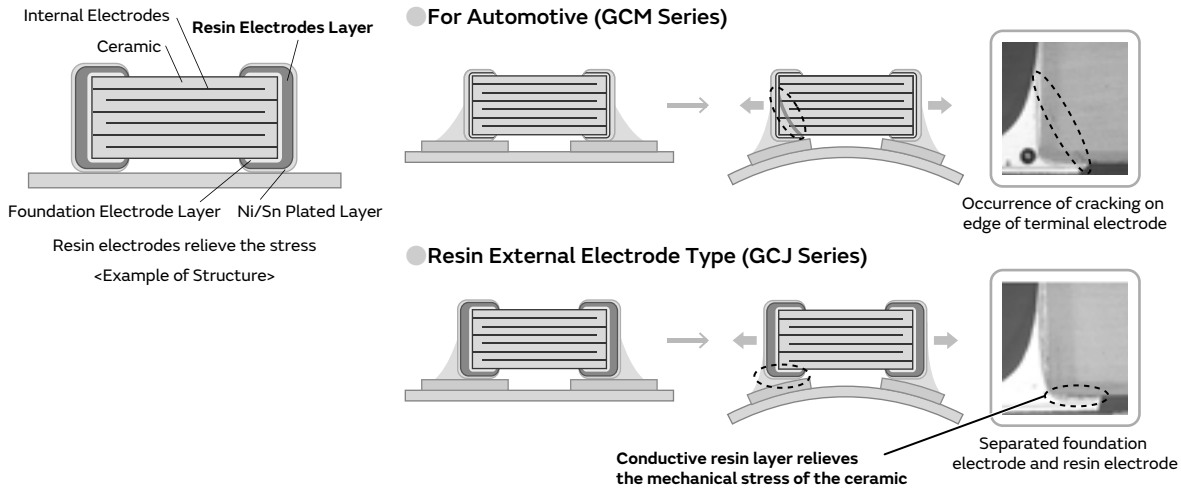 Internal Electrodes
Resin Electrodes Layer
Ceramic
Foundation Electrode Layer
Ni/Sn Plated Layer
Resin electrodes relieve the stress
<Example of Structure>
For Automotive (GCM Series)
Occurrence of cracking on
edge of terminal electrode
Resin External Electrode Type (GCJ Series)
Conductive resin layer relieves
the mechanical stress of the ceramic
Separated foundation
electrode and resin electrode